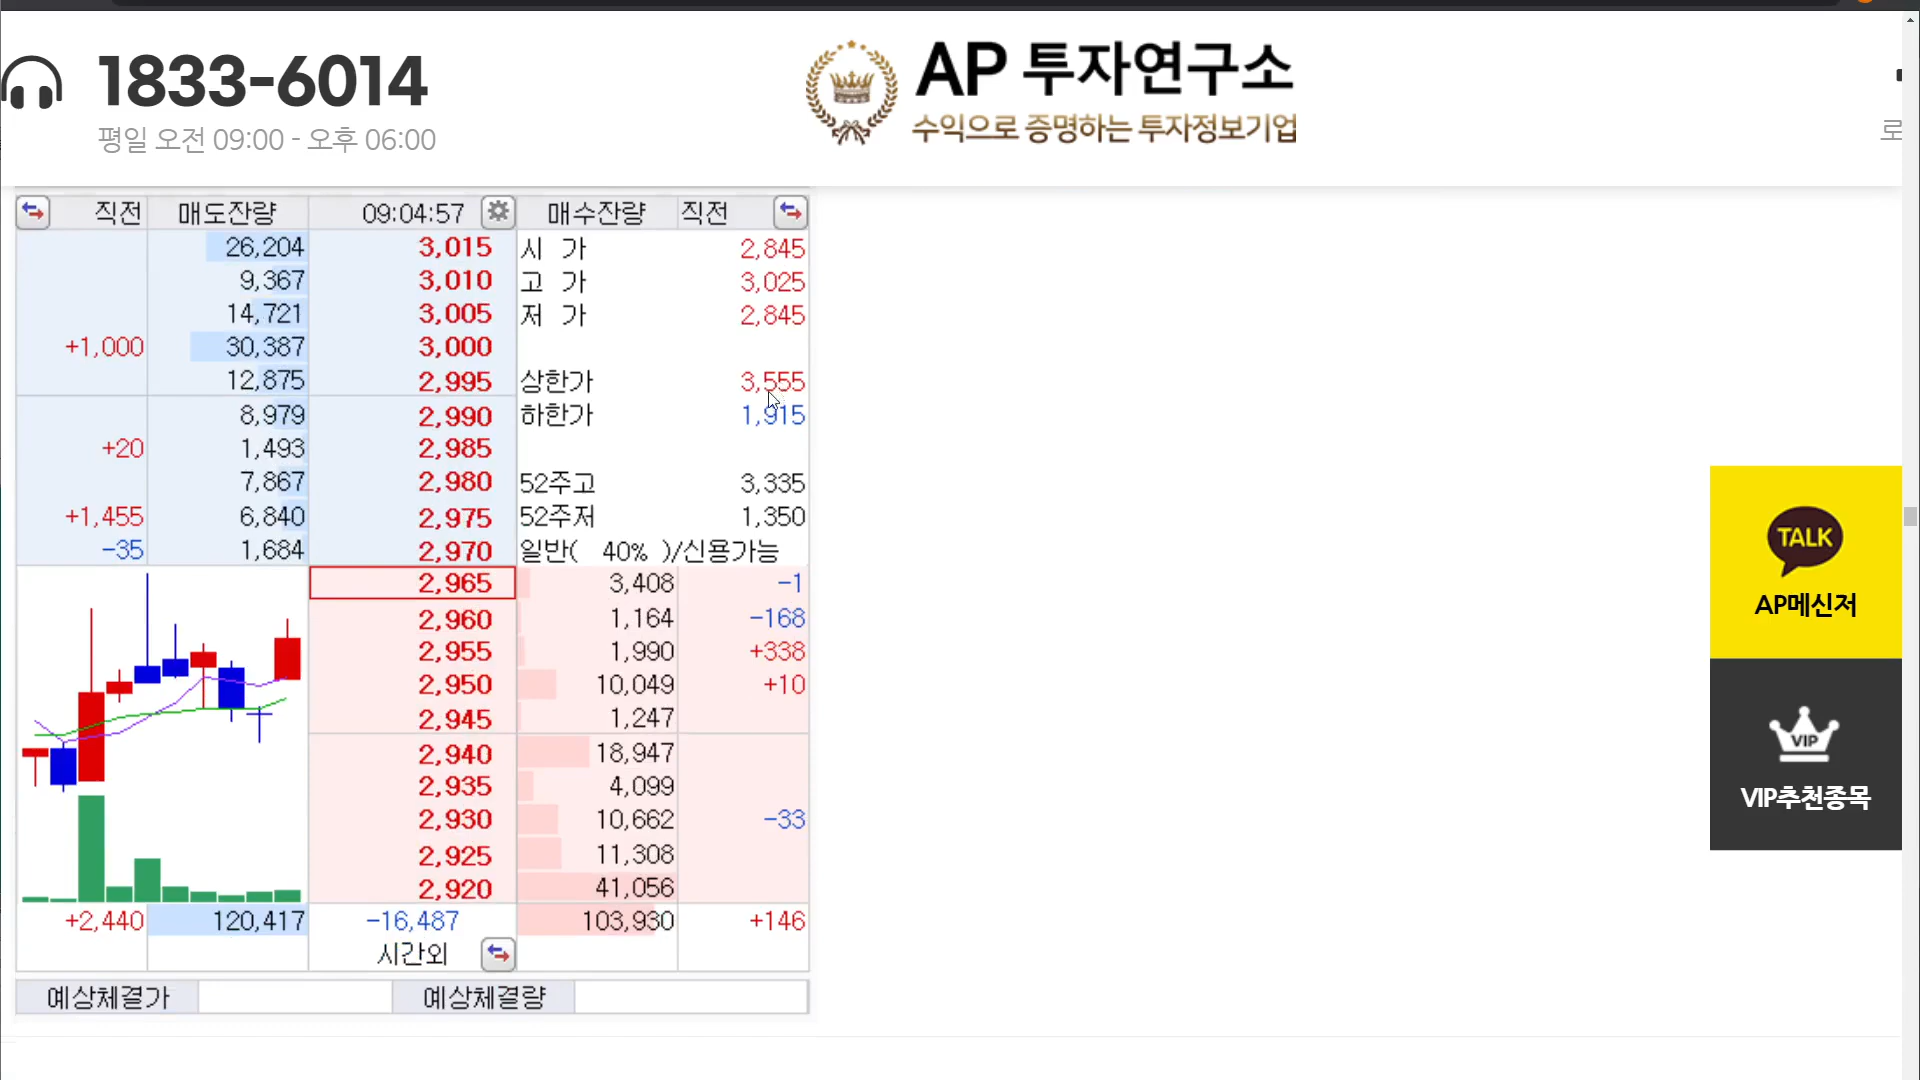 1833-6014
평일 오전 09:00 - 오후 06:00
AP 투자연구소
수익으로 증명하는 투자정보기업
로
직전 매도잔량 09:04:57 매수잔량 직전
26,204 3,015 시 가 2,845
9,367 3,010 고 가 3,025
14,721 3,005 저 가 2,845
+1,000 30,387 3,000
12,875 2,995 상한가 3,555
8,979 2,990 하한가 1,915
+20 1,493 2,985
7,867 2,980 52주고 3,335
+1,455 6,840 2,975 52주저 1,350
-35 1,684 2,970 일반( 40% )/신용가능
2,965 3,408 -1
2,960 1,164 -168
2,955 1,990 +338
2,950 10,049 +10
2,945 1,247
2,940 18,947
2,935 4,099
2,930 10,662 -33
2,925 11,308
2,920 41,056
+2,440 120,417 -16,487 103,930 +146
시간외
예상체결가 예상체결량
TALK
AP메신저
VIP
VIP추천종목